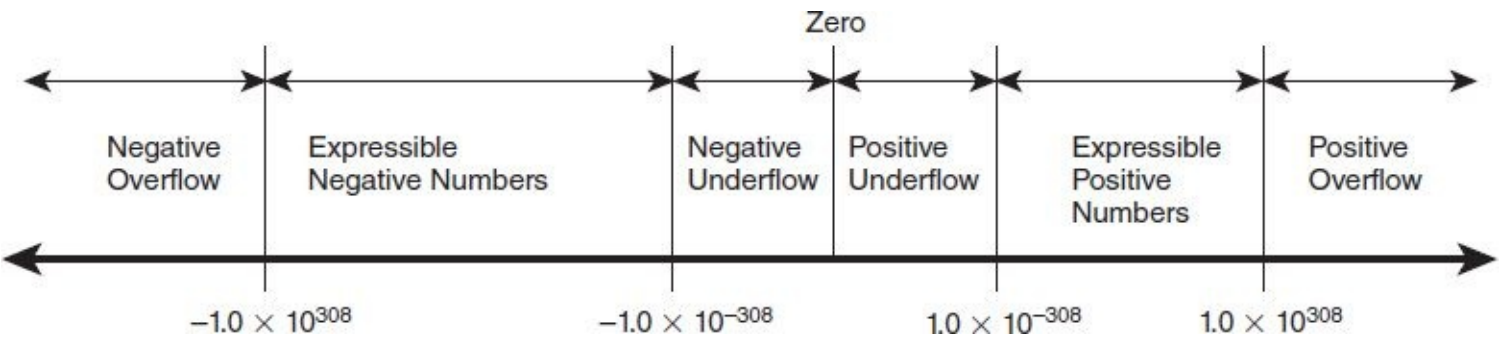 Zero
Negative
Overflow
Expressible
Negative Numbers
Negative
Underflow
Positive
Underflow
Expressible
Positive
Numbers
Positive
Overflow
–1.0 × 10³⁰⁸
–1.0 × 10⁻³⁰⁸
1.0 × 10⁻³⁰⁸
1.0 × 10³⁰⁸